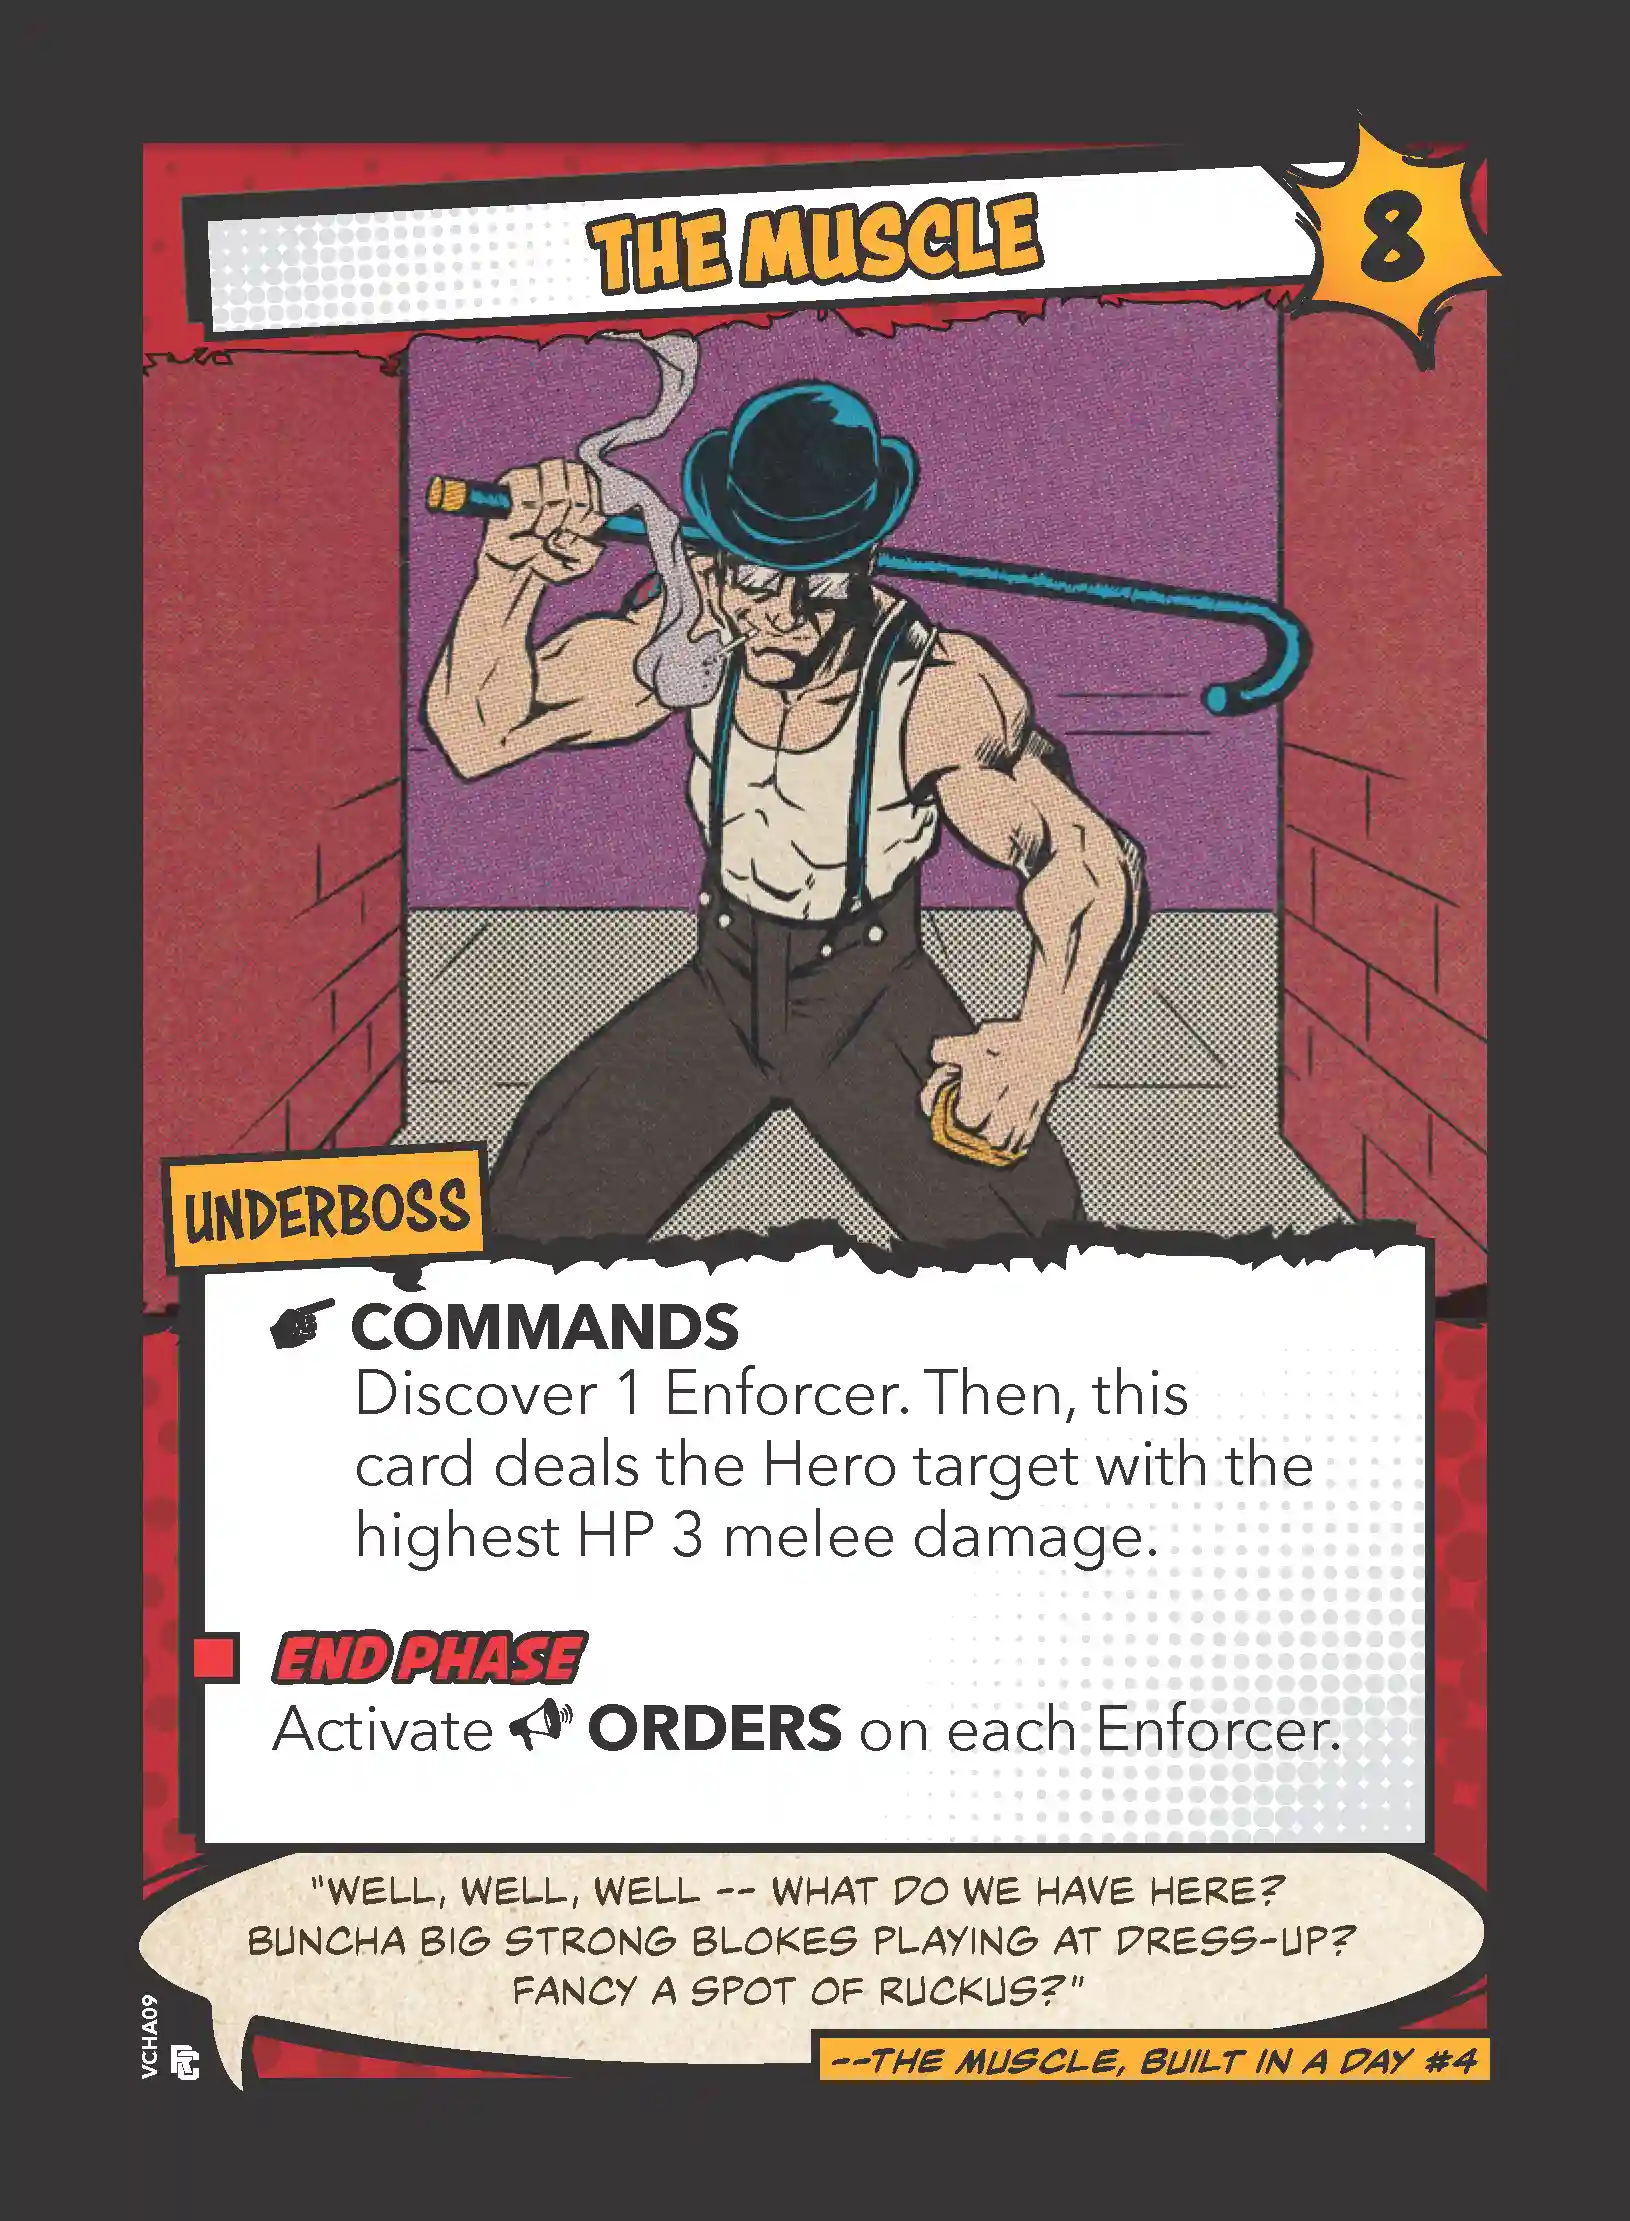 THE MUSCLE
8
UNDERBOSS
COMMANDS
Discover 1 Enforcer. Then, this
card deals the Hero target with the
highest HP 3 melee damage.
END PHASE
Activate ORDERS on each Enforcer.
"WELL, WELL, WELL -- WHAT DO WE HAVE HERE?
BUNCHA BIG STRONG BLOKES PLAYING AT DRESS-UP?
FANCY A SPOT OF RUCKUS?"
--THE MUSCLE, BUILT IN A DAY #4
VCHA09